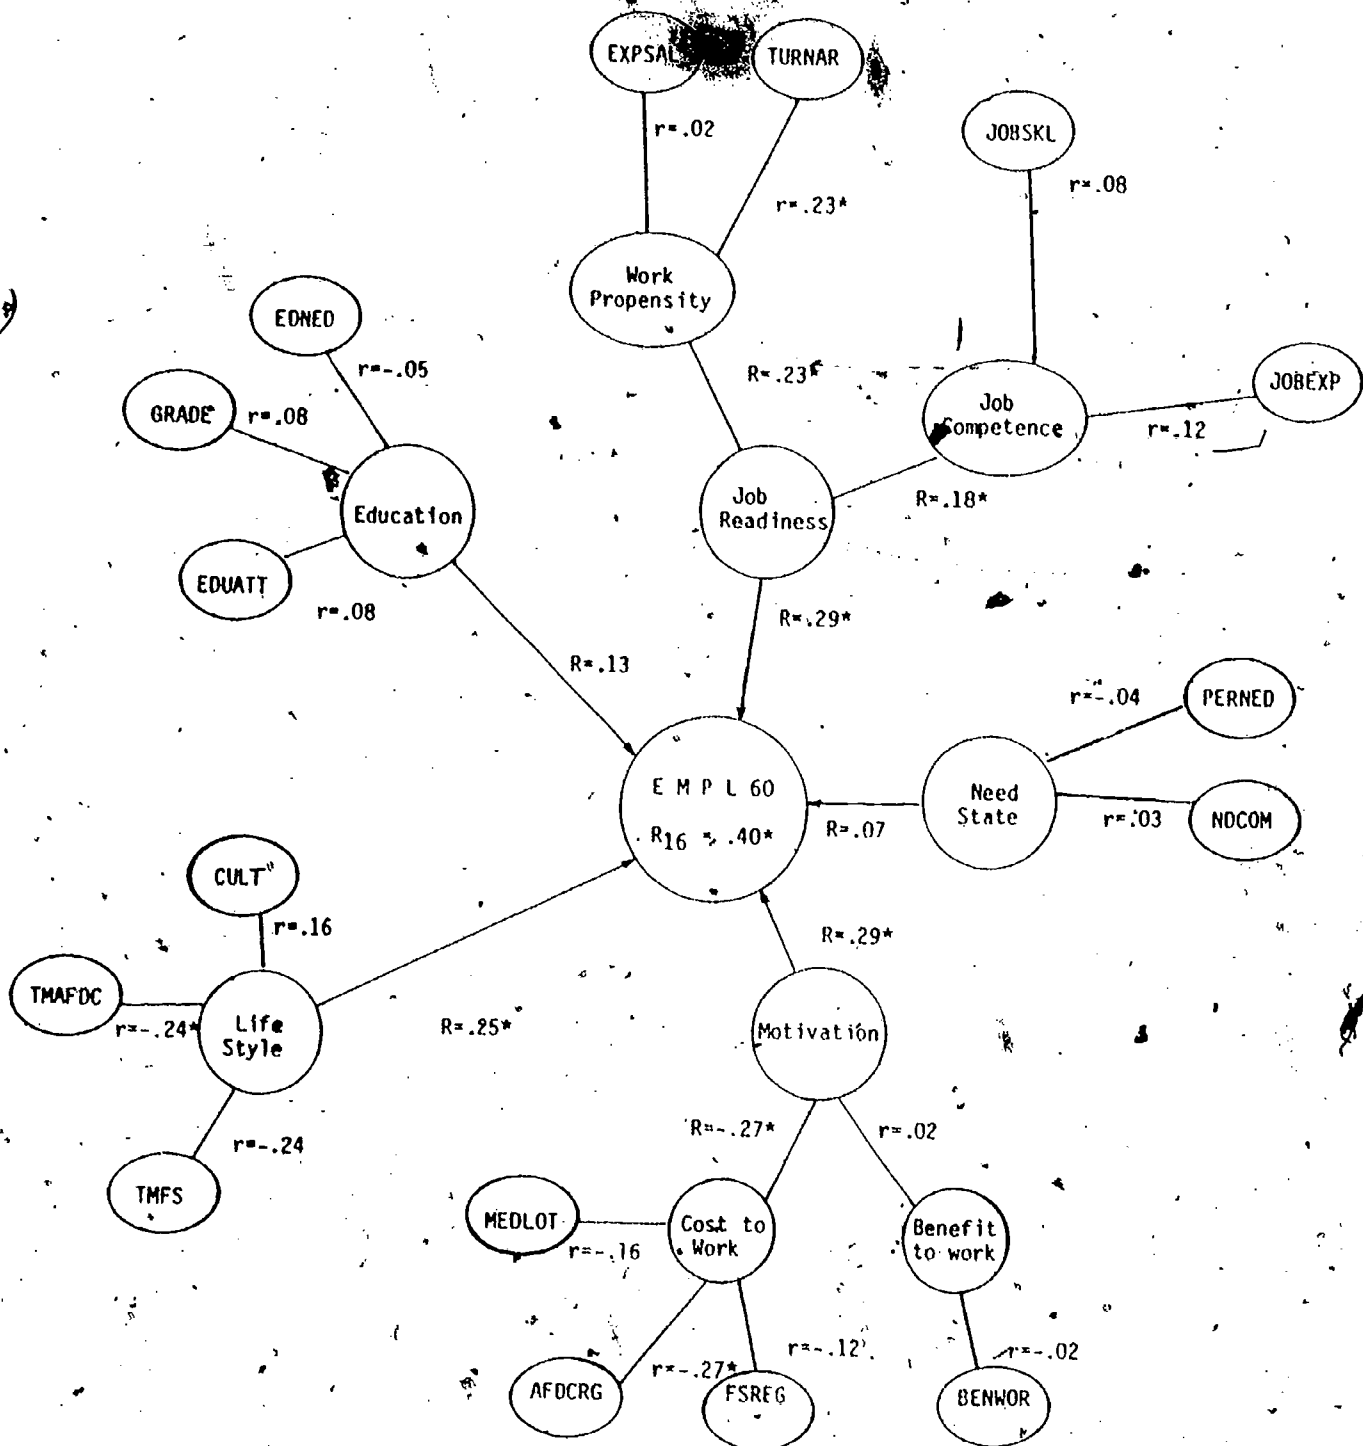 EXPSAL
TURNAR
r=.02
JOBSKL
r=.08
r=.23*
Work
Propensity
EDNED
r=-.05
R=.23*
JOBEXP
GRADE
r=.08
Job
Competence
r=.12
Job
Readiness
R=.18*
Education
EDUATT
r=.08
R=.29*
R=.13
r=-.04
PERNED
E M P L 60
R16 = .40*
Need
State
R=.07
r=.03
NDCOM
CULT
r=.16
R=.29*
TMAFDC
r=-.24*
Life
Style
R=.25*
Motivation
r=-.24
R=-.27*
r=.02
TMFS
MEDLOT
r=-.16
Cost to
Work
Benefit
to work
r=-.12
r=-.02
AFDCRG
r=-.27*
FSREG
BENWOR